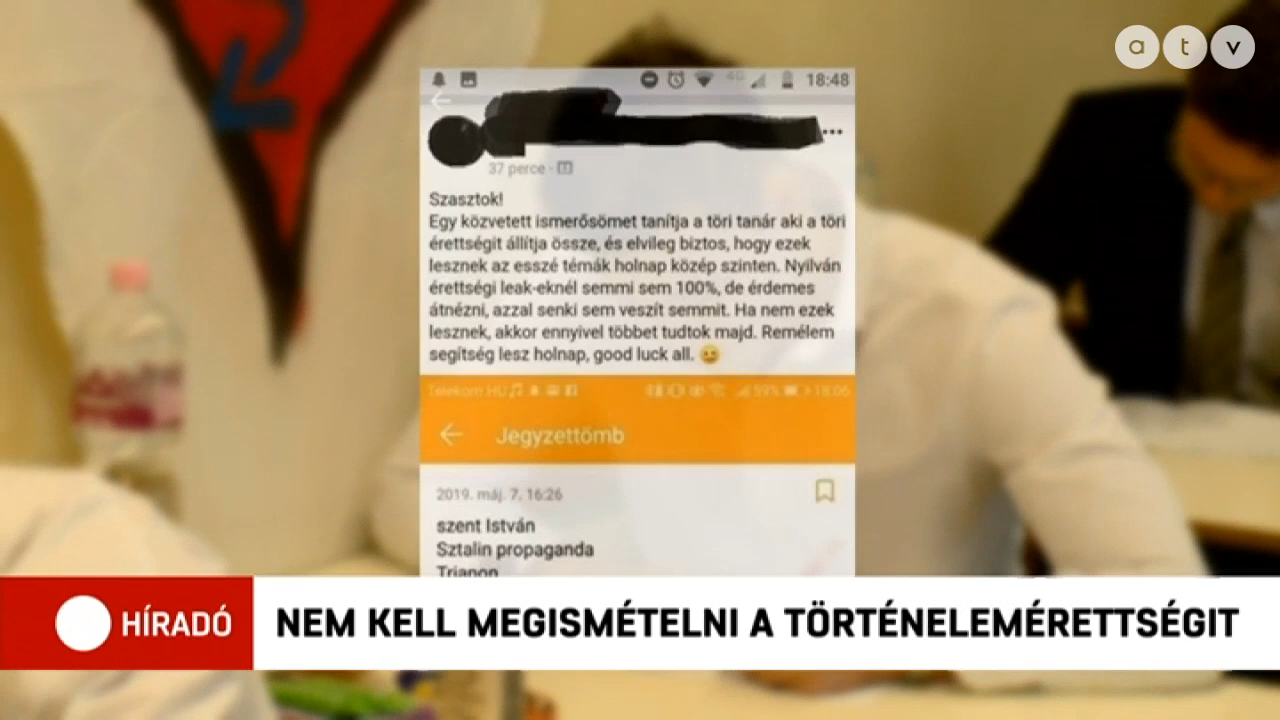 a t v
18:48
37 perce
Szasztok!
Egy közvetett ismerősömet tanítja a töri tanár aki a töri
érettségit állítja össze, és elvileg biztos, hogy ezek
lesznek az esszé témák holnap közép szinten. Nyilván
érettségi leak-eknél semmi sem 100%, de érdemes
átnézni, azzal senki sem veszít semmit. Ha nem ezek
lesznek, akkor ennyivel többet tudtok majd. Remélem
segítség lesz holnap, good luck all.
Telekom HU 59% 18:06
Jegyzettömb
2019. máj. 7. 16:26
szent István
Sztalin propaganda
Trianon
HÍRADÓ
NEM KELL MEGISMÉTELNI A TÖRTÉNELEMÉRETTSÉGIT